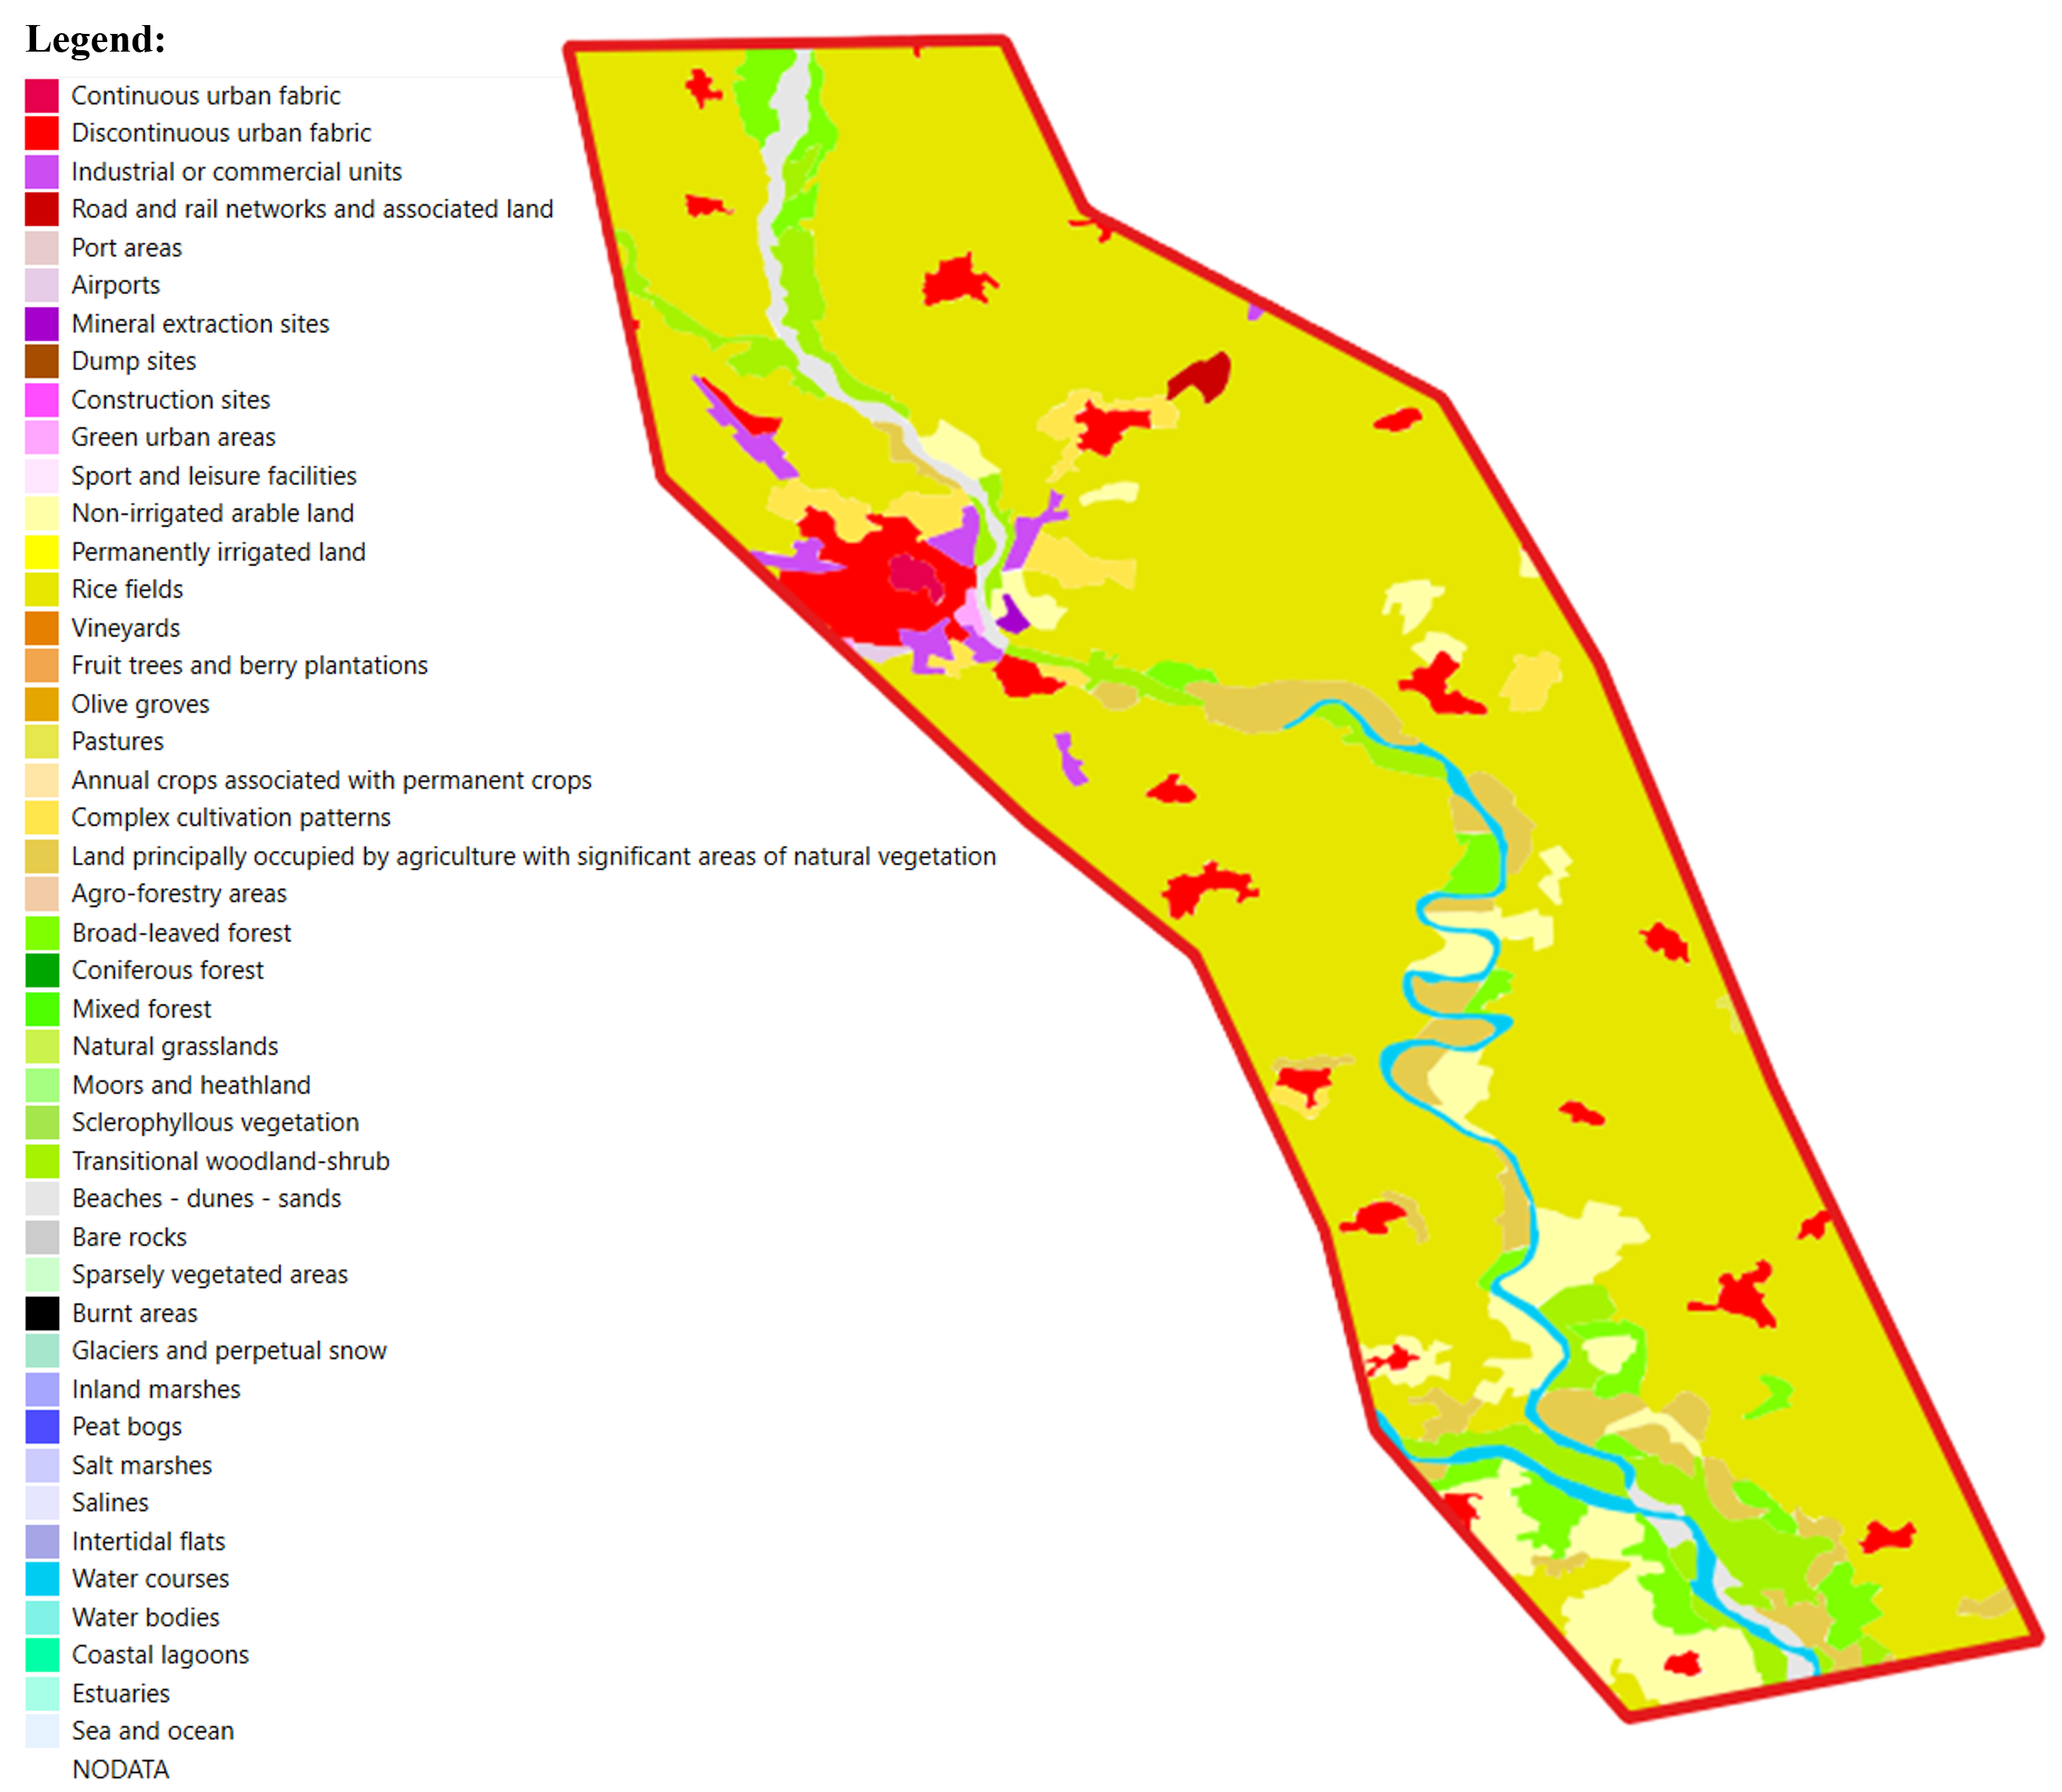 Legend:
Continuous urban fabric
Discontinuous urban fabric
Industrial or commercial units
Road and rail networks and associated land
Port areas
Airports
Mineral extraction sites
Dump sites
Construction sites
Green urban areas
Sport and leisure facilities
Non-irrigated arable land
Permanently irrigated land
Rice fields
Vineyards
Fruit trees and berry plantations
Olive groves
Pastures
Annual crops associated with permanent crops
Complex cultivation patterns
Land principally occupied by agriculture with significant areas of natural vegetation
Agro-forestry areas
Broad-leaved forest
Coniferous forest
Mixed forest
Natural grasslands
Moors and heathland
Sclerophyllous vegetation
Transitional woodland-shrub
Beaches - dunes - sands
Bare rocks
Sparsely vegetated areas
Burnt areas
Glaciers and perpetual snow
Inland marshes
Peat bogs
Salt marshes
Salines
Intertidal flats
Water courses
Water bodies
Coastal lagoons
Estuaries
Sea and ocean
NODATA